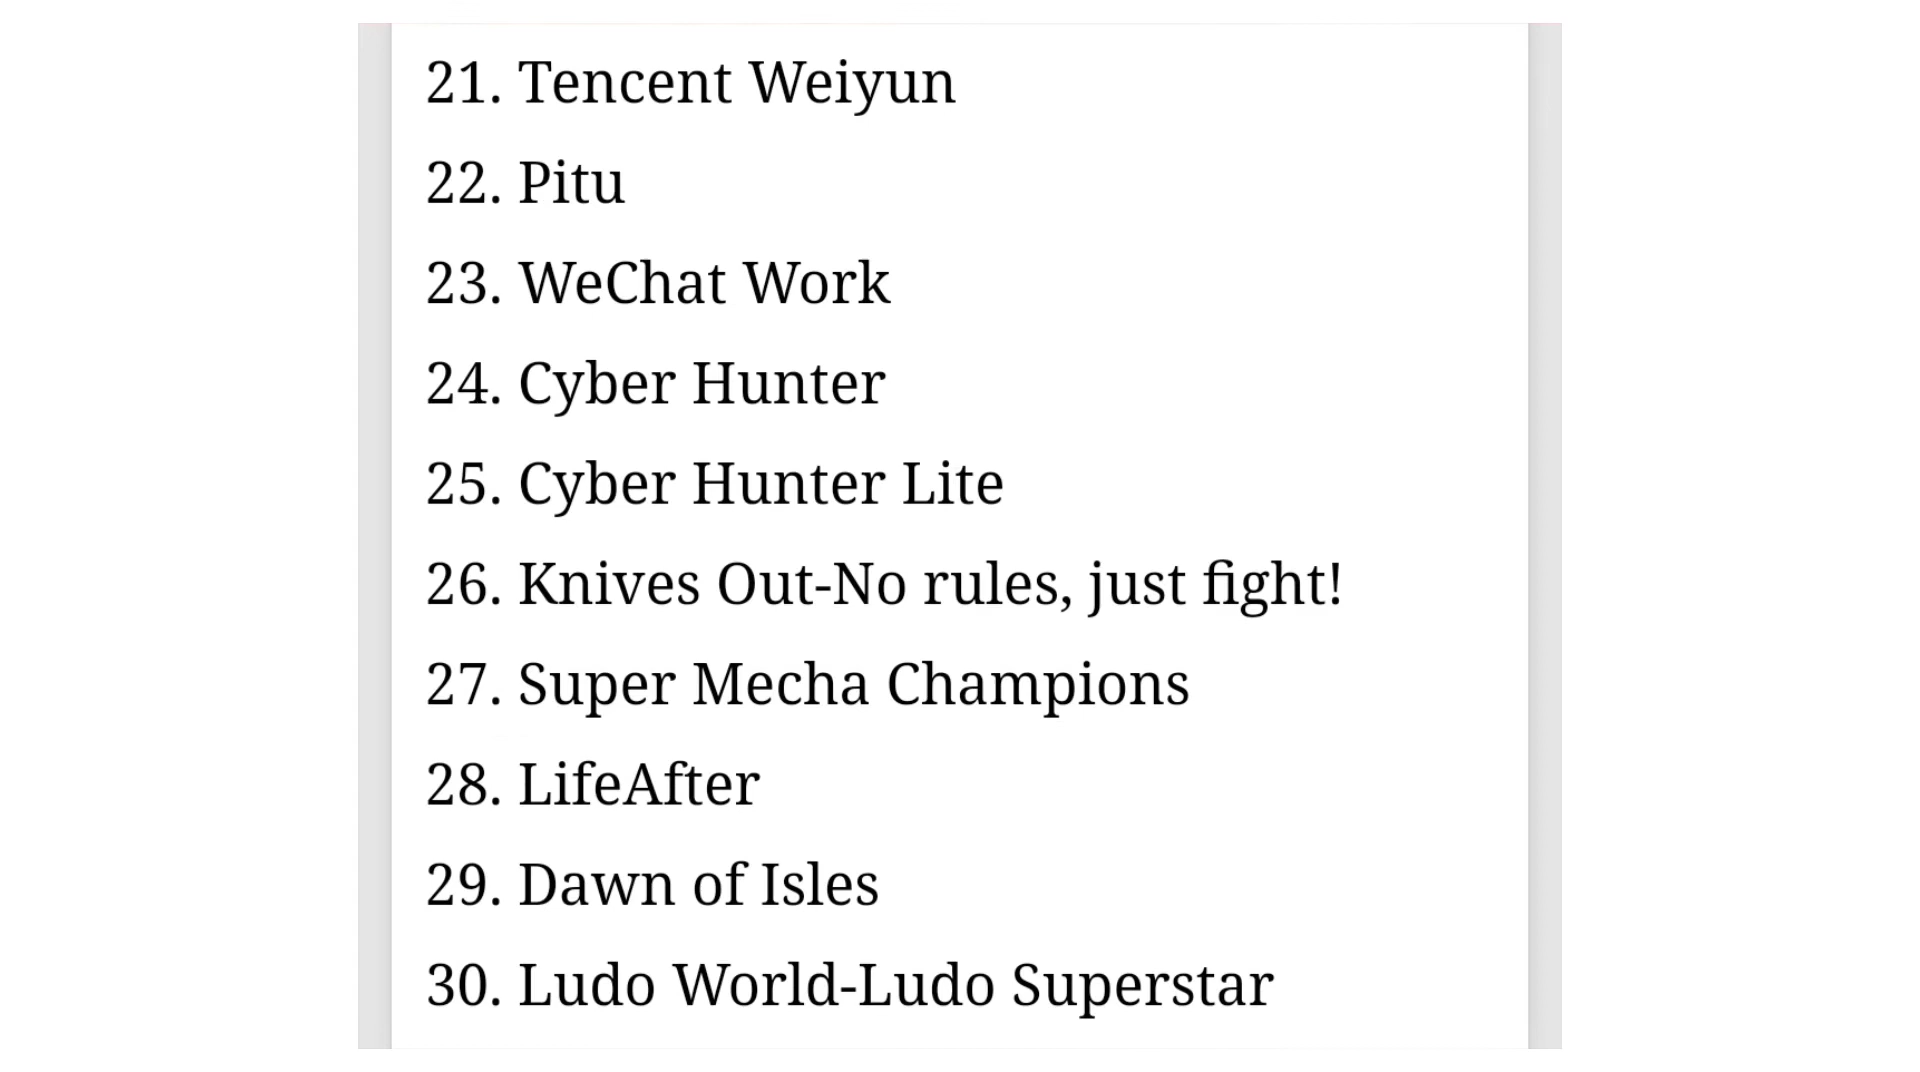 21. Tencent Weiyun
22. Pitu
23. WeChat Work
24. Cyber Hunter
25. Cyber Hunter Lite
26. Knives Out-No rules, just fight!
27. Super Mecha Champions
28. LifeAfter
29. Dawn of Isles
30. Ludo World-Ludo Superstar